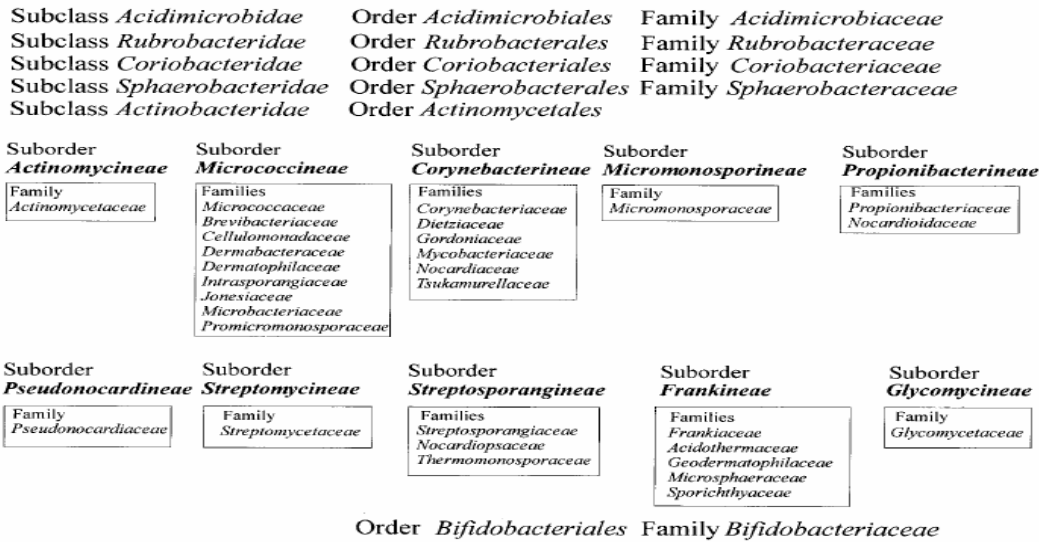 Subclass Acidimicrobidae Order Acidimicrobiales Family Acidimicrobiaceae
Subclass Rubrobacteridae Order Rubrobacterales Family Rubrobacteraceae
Subclass Coriobacteridae Order Coriobacteriales Family Coriobacteriaceae
Subclass Sphaerobacteridae Order Sphaerobacterales Family Sphaerobacteraceae
Subclass Actinobacteridae Order Actinomycetales
Suborder
Actinomycineae
Family
Actinomycetaceae
Suborder
Micrococcineae
Families
Micrococcaceae
Brevibacteriaceae
Cellulomonadaceae
Dermabacteraceae
Dermatophilaceae
Intrasporangiaceae
Jonesiaceae
Microbacteriaceae
Promicromonosporaceae
Suborder
Corynebacterineae
Families
Corynebacteriaceae
Dietziaceae
Gordoniaceae
Mycobacteriaceae
Nocardiaceae
Tsukamurellaceae
Suborder
Micromonosporineae
Family
Micromonosporaceae
Suborder
Propionibacterineae
Families
Propionibacteriaceae
Nocardioidaceae
Suborder
Pseudonocardineae
Family
Pseudonocardiaceae
Suborder
Streptomycineae
Family
Streptomycetaceae
Suborder
Streptosporangineae
Families
Streptosporangiaceae
Nocardiopsaceae
Thermomonosporaceae
Suborder
Frankineae
Families
Frankiaceae
Acidothermaceae
Geodermatophilaceae
Microsphaeraceae
Sporichthyaceae
Suborder
Glycomycineae
Family
Glycomycetaceae
Order Bifidobacteriales Family Bifidobacteriaceae